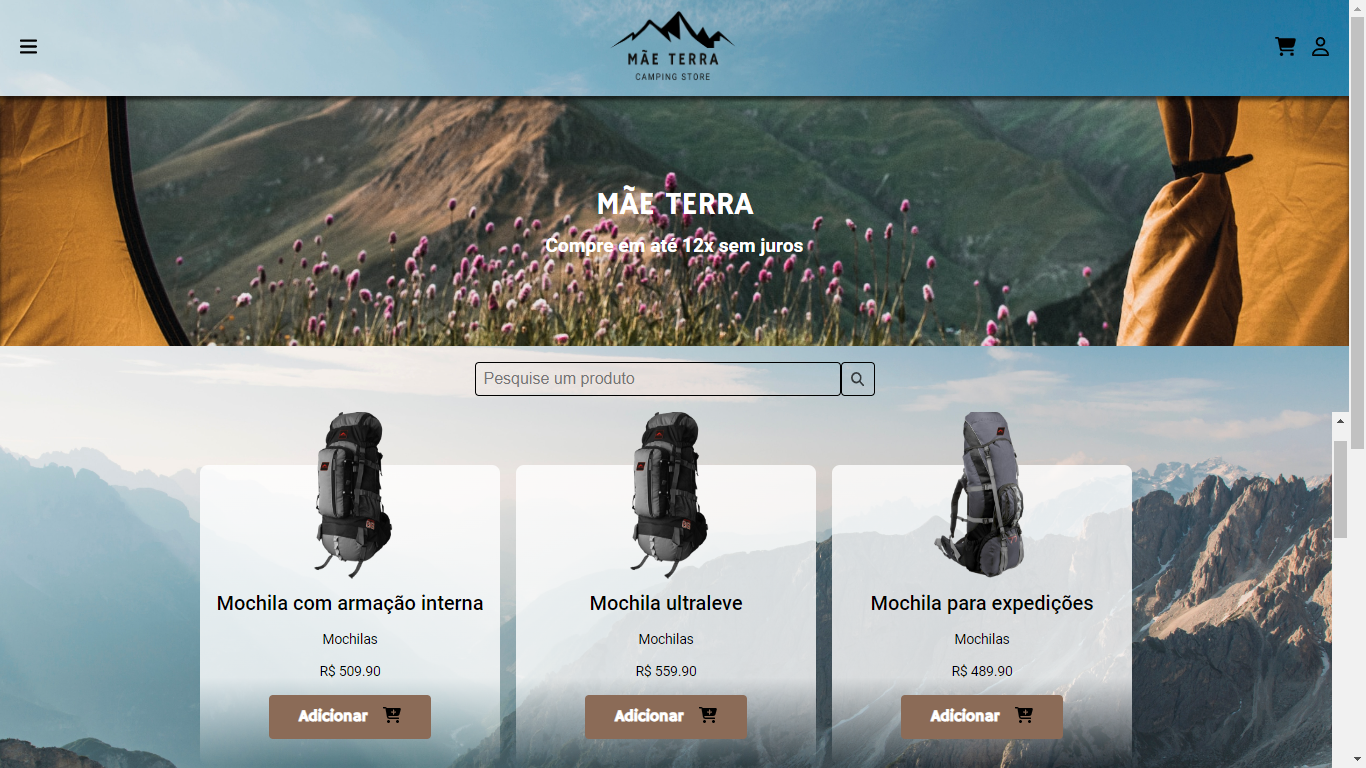 MÃE TERRA
CAMPING STORE
MÃE TERRA
Compre em até 12x sem juros
Pesquise um produto
Mochila com armação interna
Mochilas
R$ 509.90
Adicionar
Mochila ultraleve
Mochilas
R$ 559.90
Adicionar
Mochila para expedições
Mochilas
R$ 489.90
Adicionar